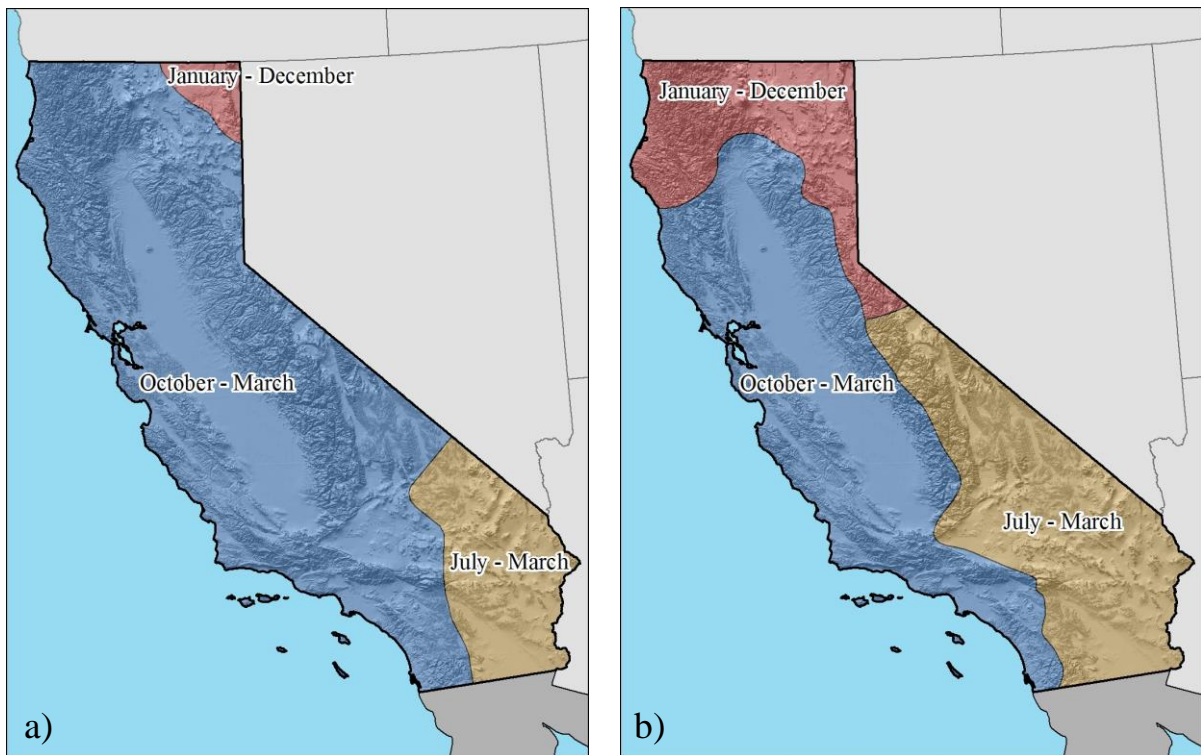 January - December
October - March
July - March
a)
January - December
October - March
July - March
b)